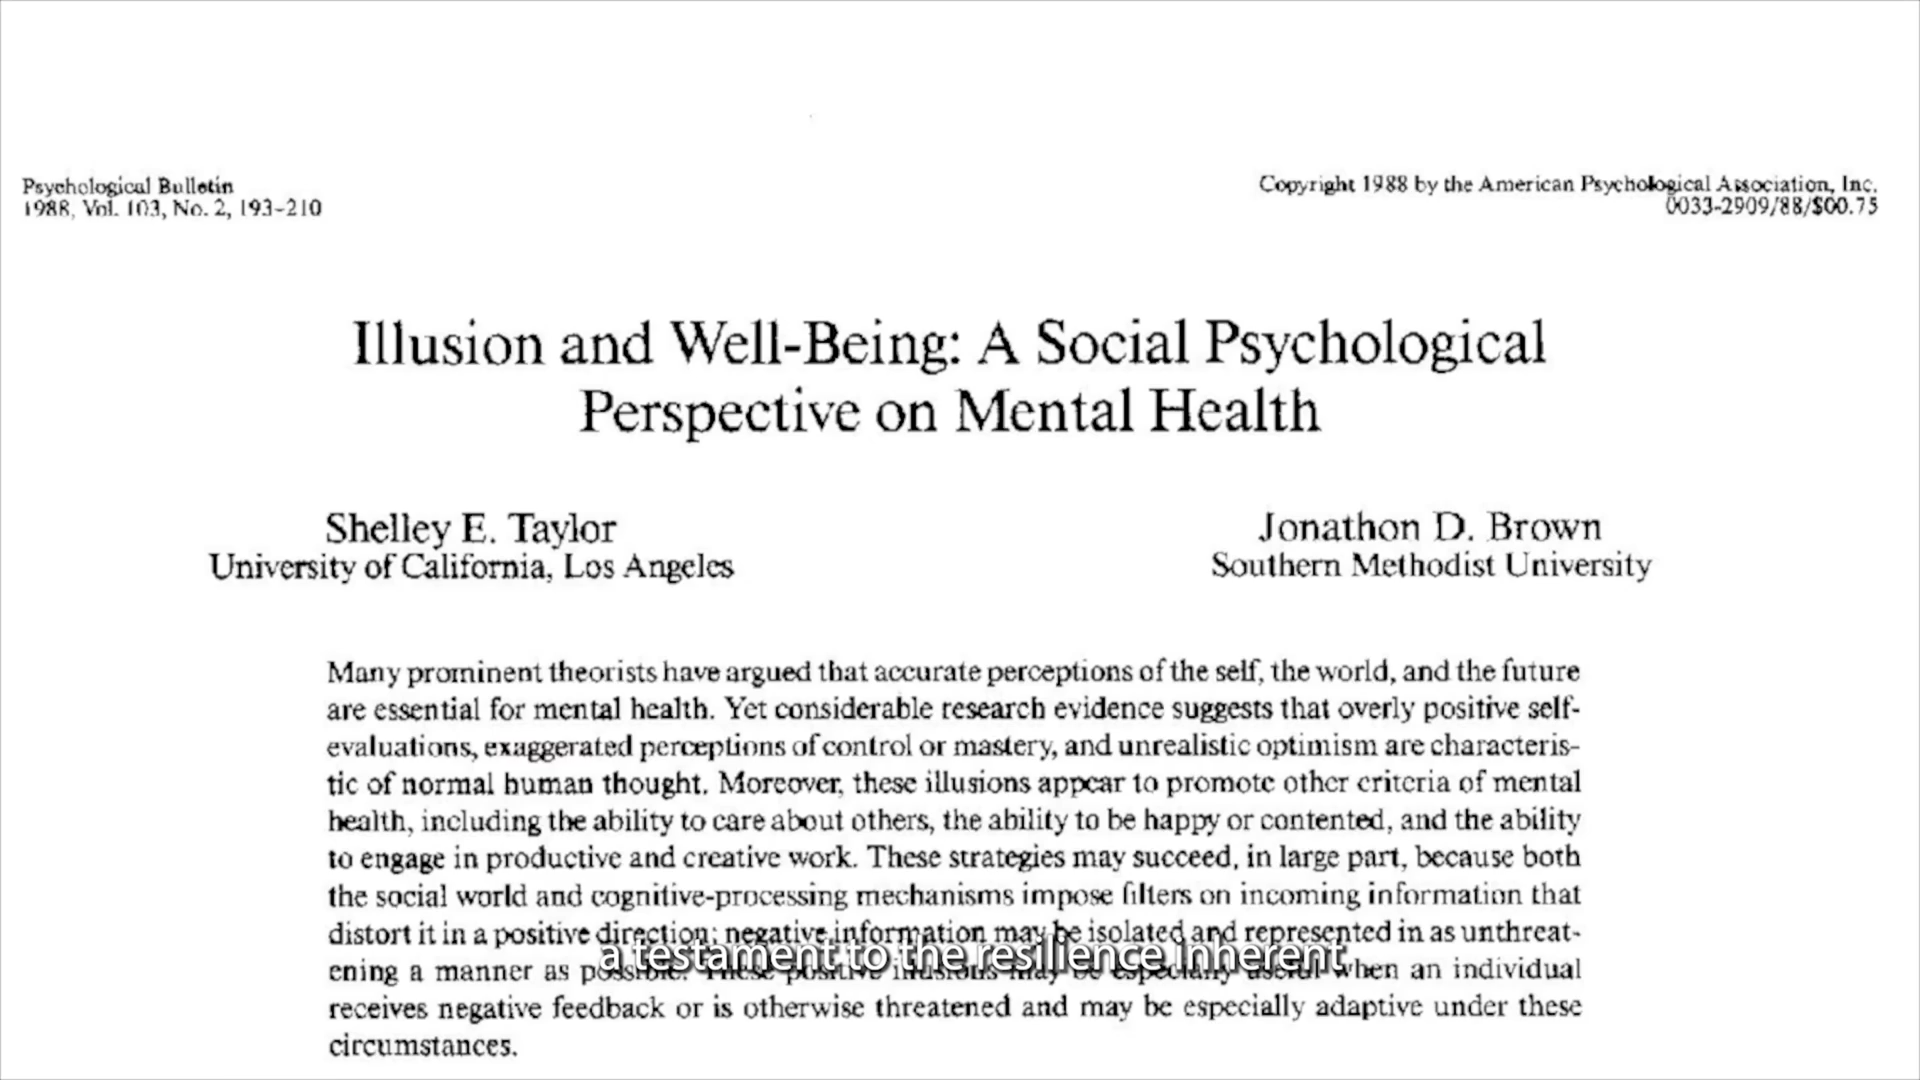 Psychological Bulletin
1988, Vol. 103, No. 2, 193-210
Copyright 1988 by the American Psychological Association, Inc.
0033-2909/88/$00.75
Illusion and Well-Being: A Social Psychological
Perspective on Mental Health
Shelley E. Taylor
University of California, Los Angeles
Jonathon D. Brown
Southern Methodist University
Many prominent theorists have argued that accurate perceptions of the self, the world, and the future
are essential for mental health. Yet considerable research evidence suggests that overly positive self-
evaluations, exaggerated perceptions of control or mastery, and unrealistic optimism are characteris-
tic of normal human thought. Moreover, these illusions appear to promote other criteria of mental
health, including the ability to care about others, the ability to be happy or contented, and the ability
to engage in productive and creative work. These strategies may succeed, in large part, because both
the social world and cognitive-processing mechanisms impose filters on incoming information that
distort it in a positive direction; negative information may be isolated and represented in as unthreat-
ening a manner as possible. These positive illusions may be especially useful when an individual
receives negative feedback or is otherwise threatened and may be especially adaptive under these
circumstances.
a testament to the resilience inherent